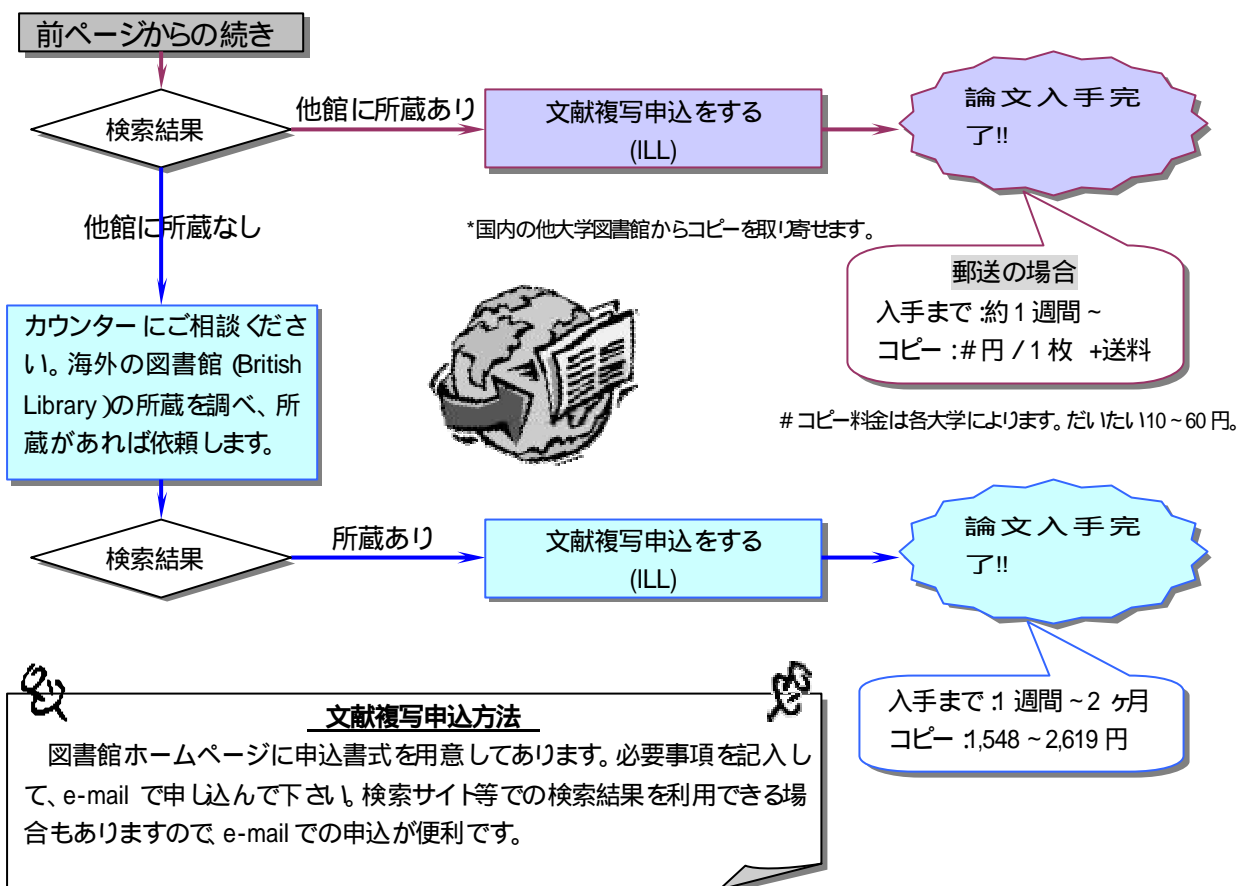 前ページからの続き
検索結果
他館に所蔵あり
文献複写申込をする
(ILL)
論文入手完
了!!
他館に所蔵なし
*国内の他大学図書館からコピーを取り寄せます。
郵送の場合
入手まで:約1週間~
コピー:#円/1枚 +送料
#コピー料金は各大学によります。だいたい10~60円。
カウンターにご相談くださ
い。海外の図書館(British
Library)の所蔵を調べ、所
蔵があれば依頼します。
検索結果
所蔵あり
文献複写申込をする
(ILL)
論文入手完
了!!
入手まで:1週間~2ヶ月
コピー:1,548~2,619円
文献複写申込方法
図書館ホームページに申込書式を用意してあります。必要事項を記入し
て、e-mailで申し込んで下さい。検索サイト等での検索結果を利用できる場
合もありますので、e-mailでの申込が便利です。